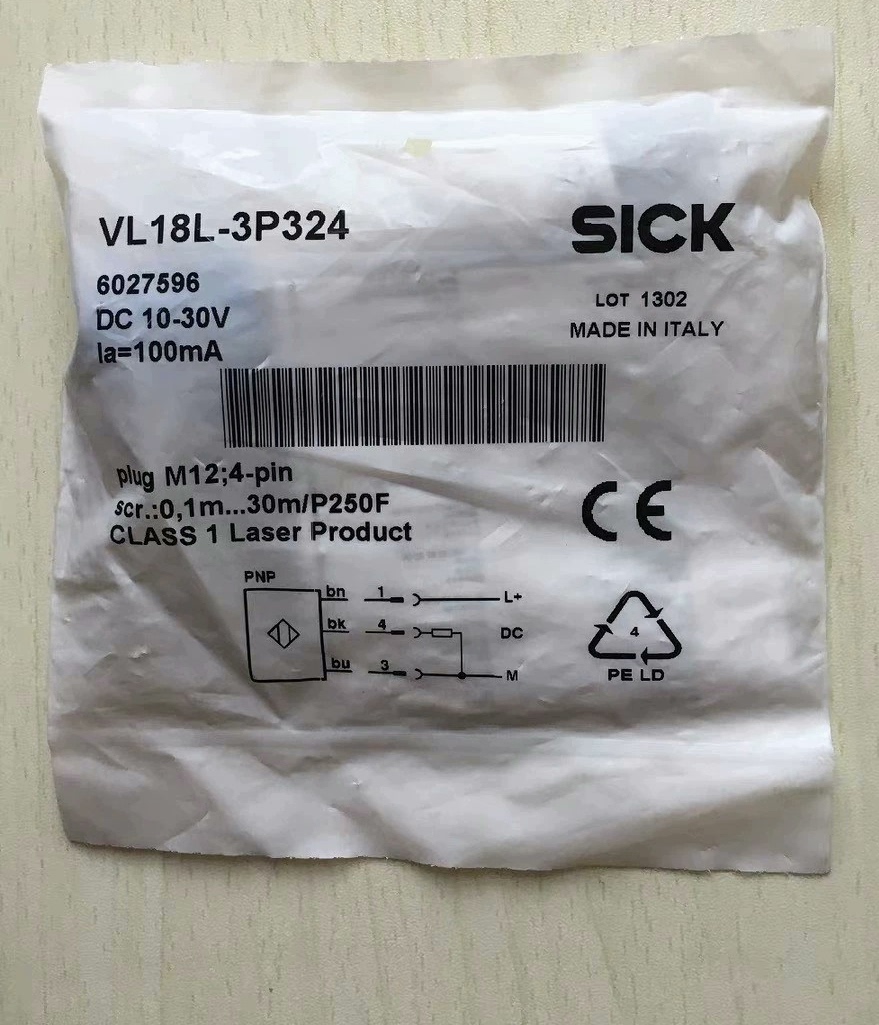 VL18L-3P324
SICK
6027596
DC 10-30V
Ia=100mA
LOT 1302
MADE IN ITALY
plug M12;4-pin
scr.:0,1m...30m/P250F
CLASS 1 Laser Product
CE
PNP
bn 1 L+
bk 4 DC
bu 3 M
4
PE LD